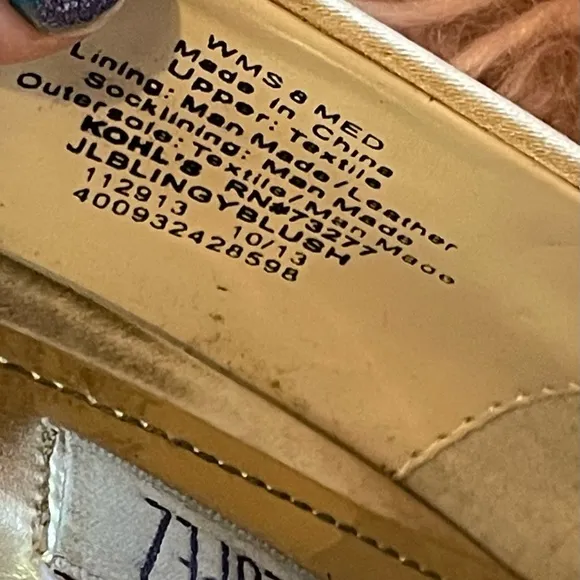 WMS 8 MED
Made in China
Upper: Textile
Lining: Man Made/Leather
Socklining: Man Made
Outersole: Textile/Man Made
KOHL'S RN#73277
JLBLINGYBLUSH
112913 10/13
400932428598